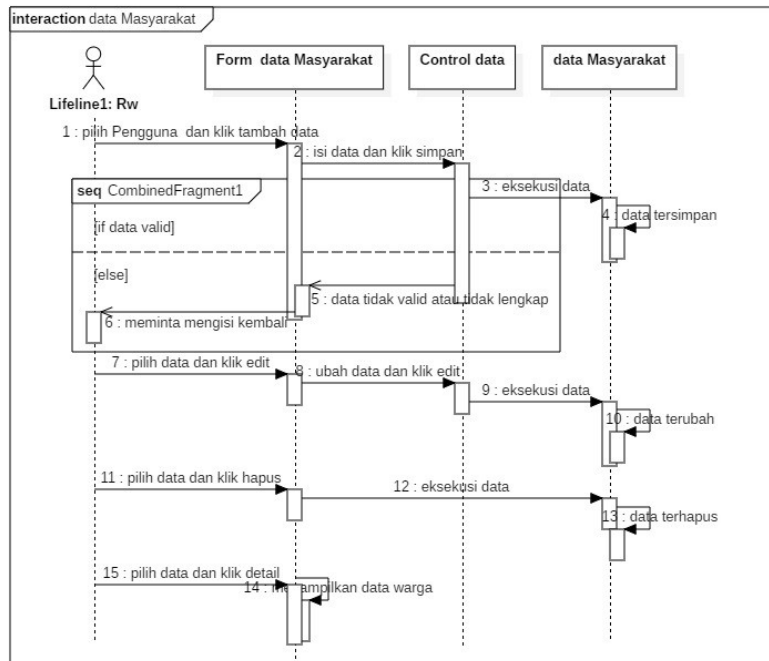 interaction data Masyarakat
Form data Masyarakat
Control data
data Masyarakat
Lifeline1: Rw
1 : pilih Pengguna dan klik tambah data
2 : isi data dan klik simpan
seq CombinedFragment1
3 : eksekusi data
4 : data tersimpan
[if data valid]
[else]
5 : data tidak valid atau tidak lengkap
6 : meminta mengisi kembali
7 : pilih data dan klik edit
8 : ubah data dan klik edit
9 : eksekusi data
10 : data terubah
11 : pilih data dan klik hapus
12 : eksekusi data
13 : data terhapus
15 : pilih data dan klik detail
14 : menampilkan data warga